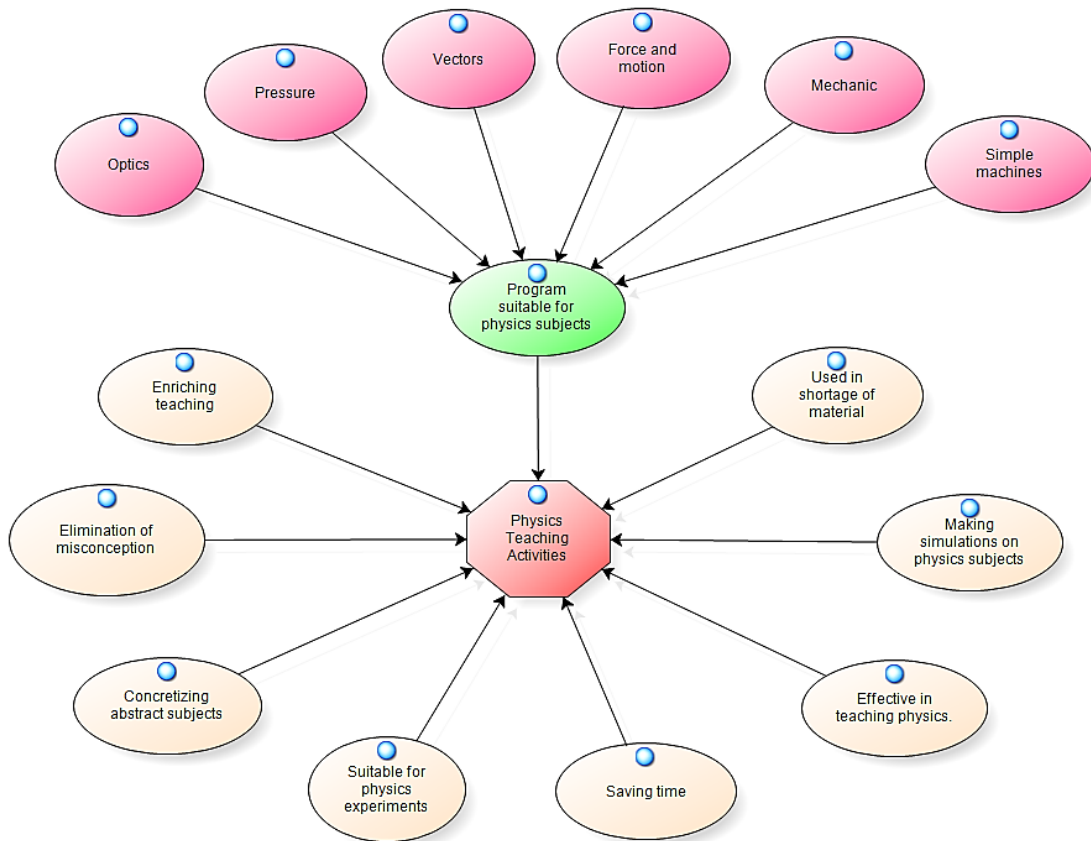 Force and
motion
Vectors
Mechanic
Pressure
Optics
Simple
machines
Program
suitable for
physics subjects
Enriching
teaching
Used in
shortage of
material
Elimination of
misconception
Physics
Teaching
Activities
Making
simulations on
physics subjects
Concretizing
abstract subjects
Effective in
teaching physics.
Suitable for
physics
experiments
Saving time